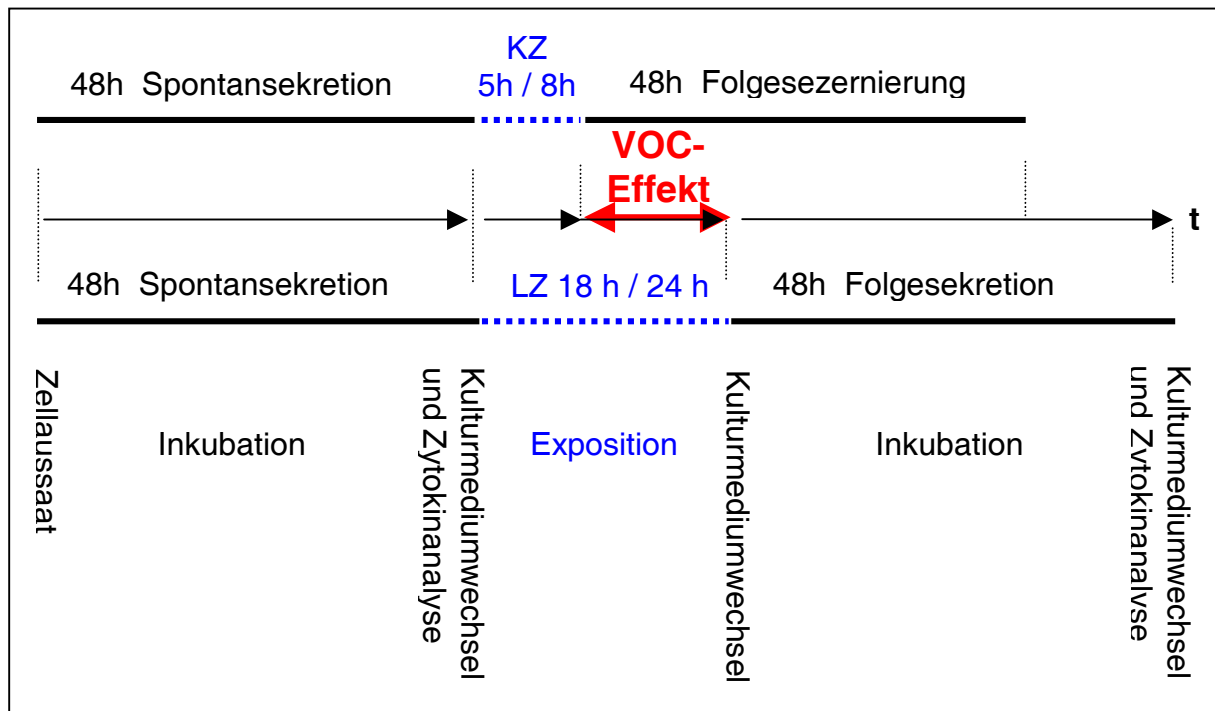 KZ
48h Spontansekretion
5h / 8h
48h Folgesezernierung
VOC-
Effekt
t
48h Spontansekretion
LZ 18 h / 24 h
48h Folgesekretion
Zellaussaat
Inkubation
Kulturmediumwechsel
und Zytokinanalyse
Exposition
Kulturmediumwechsel
Inkubation
Kulturmediumwechsel
und Zytokinanalyse